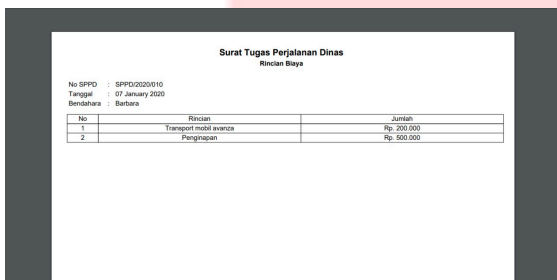 Surat Tugas Perjalanan Dinas
Rincian Biaya
No SPPD : SPPD/2020/010
Tanggal : 07 January 2020
Bendahara : Barbara
No Rincian Jumlah
1 Transport mobil avanza Rp. 200.000
2 Penginapan Rp. 500.000